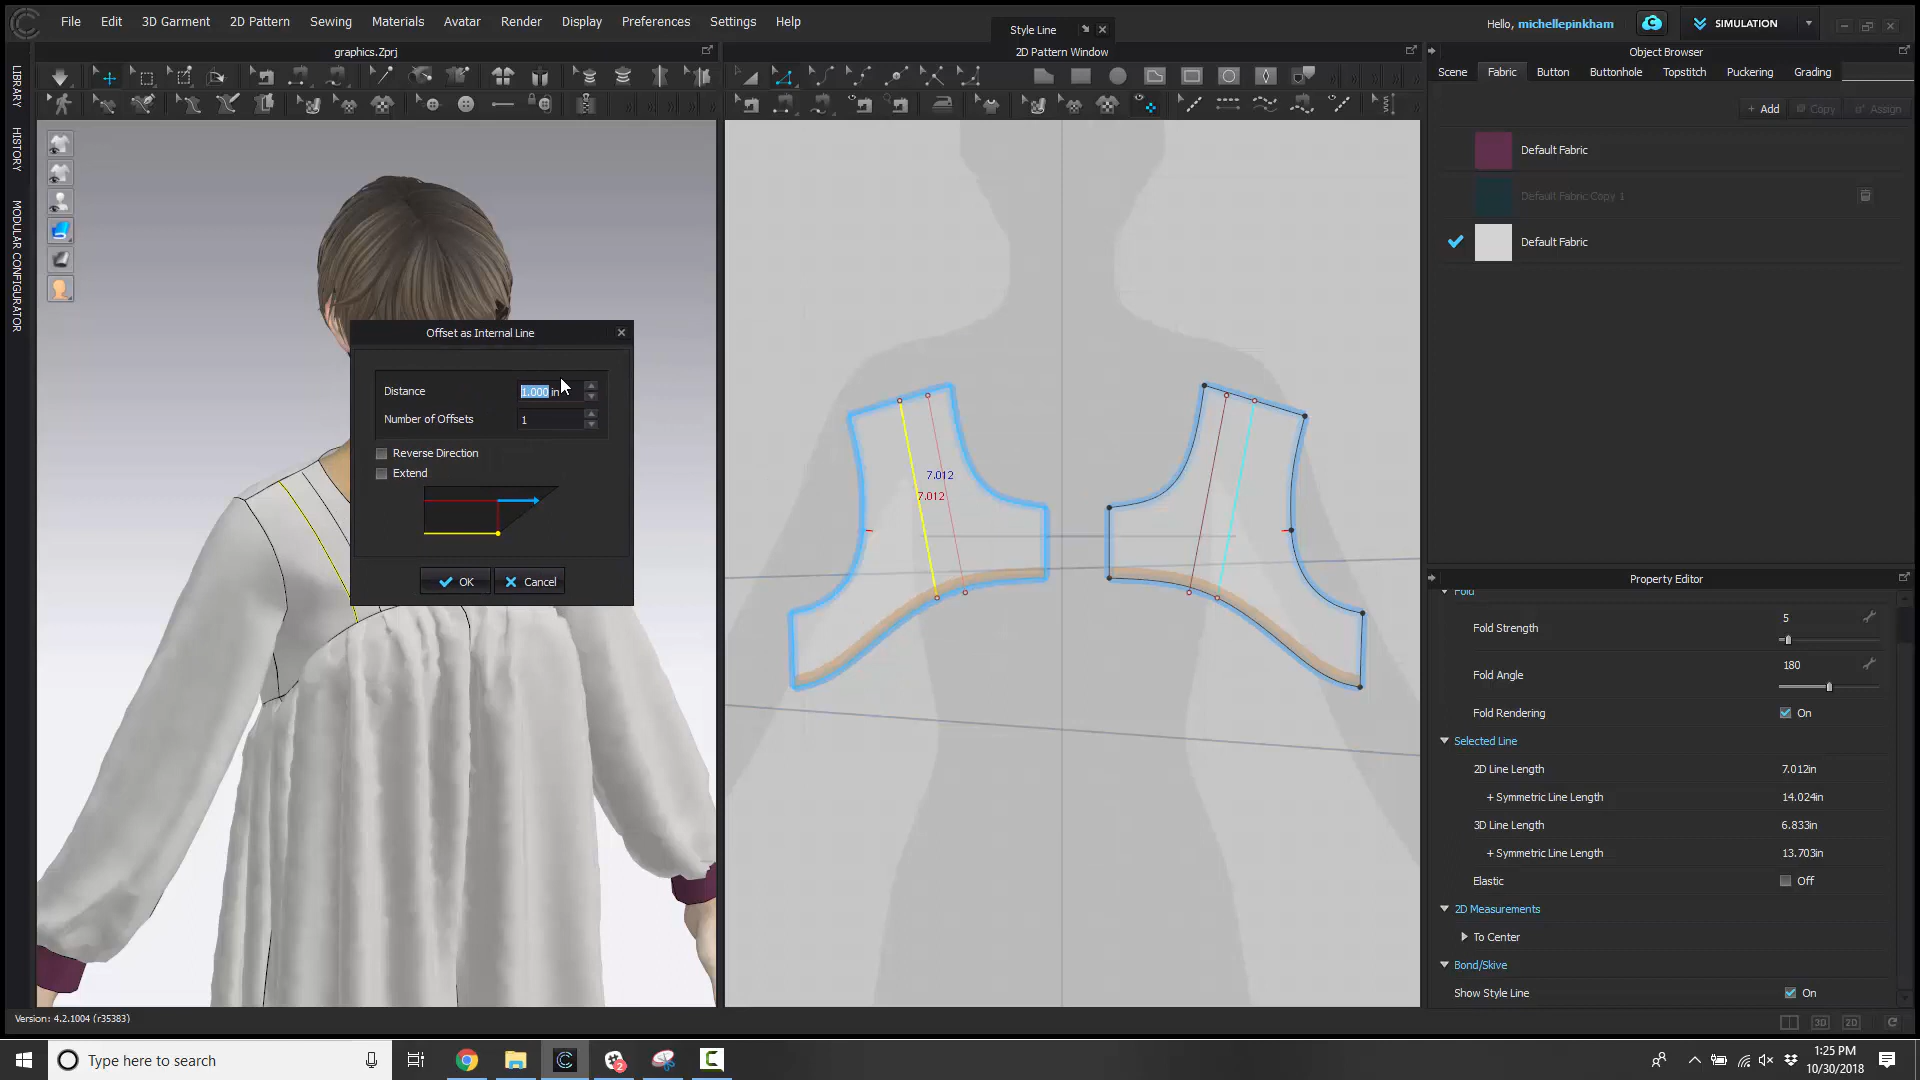 File Edit 3D Garment 2D Pattern Sewing Materials Avatar Render Display Preferences Settings Help
Style Line
Hello, michellepinkham
SIMULATION
graphics.Zprj
2D Pattern Window
Object Browser
LIBRARY
HISTORY
MODULAR CONFIGURATOR
Scene Fabric Button Buttonhole Topstitch Puckering Grading
+ Add Copy Assign
Default Fabric
Default Fabric Copy 1
Default Fabric
Offset as Internal Line
Distance 1.000 in
Number of Offsets 1
Reverse Direction
Extend
OK Cancel
7.012
7.012
Property Editor
Fold
Fold Strength 5
Fold Angle 180
Fold Rendering On
Selected Line
2D Line Length 7.012in
+ Symmetric Line Length 14.024in
3D Line Length 6.833in
+ Symmetric Line Length 13.703in
Elastic Off
2D Measurements
To Center
Bond/Skive
Show Style Line On
Version: 4.2.1004 (r35383)
3D 2D
Type here to search
2
1:25 PM
10/30/2018